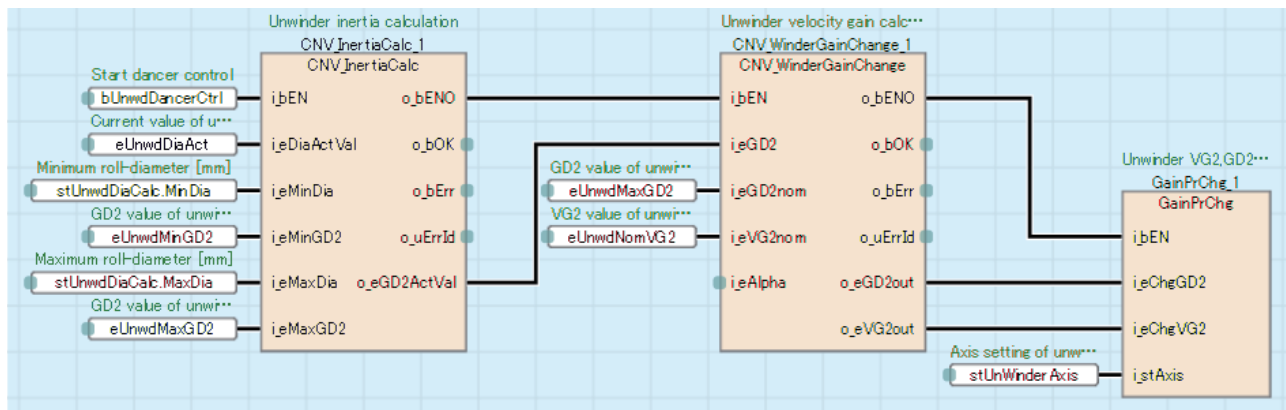 Unwinder inertia calculation
CNV_InertiaCalc_1
CNV_InertiaCalc
Start dancer control
bUnwdDancerCtrl
i_bEN
o_bENO
Current value of u…
eUnwdDiaAct
i_eDiaActVal
o_bOK
Minimum roll-diameter [mm]
stUnwdDiaCalc.MinDia
i_eMinDia
o_bErr
GD2 value of unwi…
eUnwdMinGD2
i_eMinGD2
o_uErrId
Maximum roll-diameter [mm]
stUnwdDiaCalc.MaxDia
i_eMaxDia
o_eGD2ActVal
GD2 value of unwi…
eUnwdMaxGD2
i_eMaxGD2
Unwinder velocity gain calc…
CNV_WinderGainChange_1
CNV_WinderGainChange
i_bEN
o_bENO
i_eGD2
o_bOK
GD2 value of unwi…
eUnwdMaxGD2
i_eGD2nom
o_bErr
VG2 value of unwi…
eUnwdNomVG2
i_eVG2nom
o_uErrId
i_eAlpha
o_eGD2out
o_eVG2out
Unwinder VG2,GD2…
GainPrChg_1
GainPrChg
i_bEN
i_eChgGD2
i_eChgVG2
Axis setting of unw…
stUnWinderAxis
i_stAxis